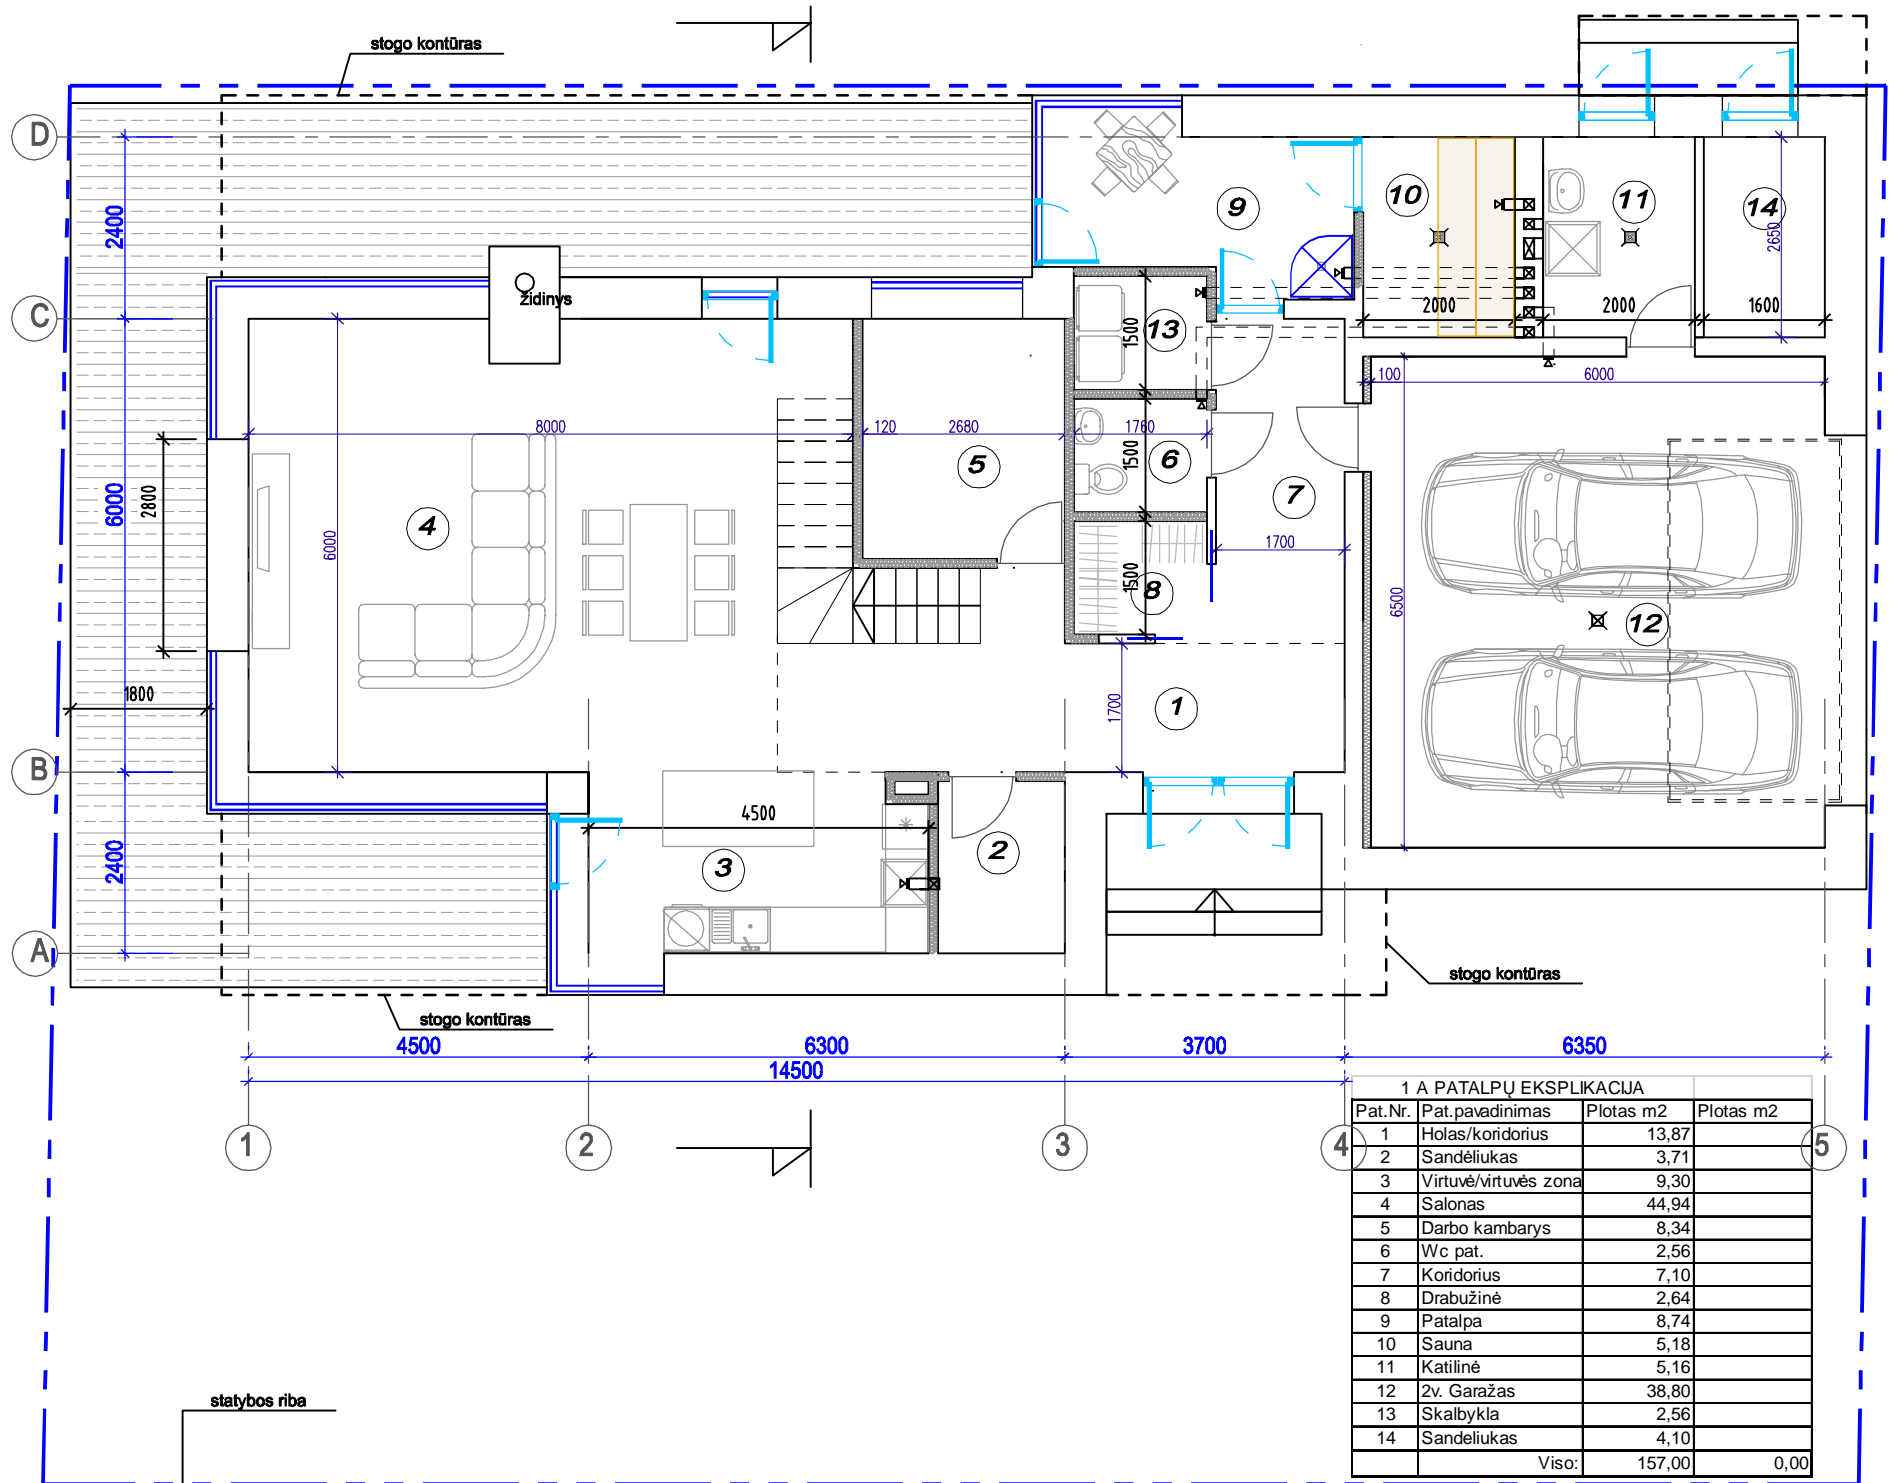 stogo kontūras
D
2400
9
10
11
14
2650
židinys
C
13
1500
2000
2000
1600
100
6000
8000
120
2680
1760
2800
6000
4
5
1500
6
7
6000
1700
1500
8
6500
12
1800
1700
1
B
4500
2400
3
2
A
stogo kontūras
stogo kontūras
4500
6300
3700
6350
14500
1
2
3
4
5
1 A PATALPŲ EKSPLIKACIJA
Pat.Nr. Pat.pavadinimas Plotas m2 Plotas m2
1 Holas/koridorius 13,87
2 Sandėliukas 3,71
3 Virtuvė/virtuvės zona 9,30
4 Salonas 44,94
5 Darbo kambarys 8,34
6 Wc pat. 2,56
7 Koridorius 7,10
8 Drabužinė 2,64
9 Patalpa 8,74
10 Sauna 5,18
11 Katilinė 5,16
12 2v. Garažas 38,80
13 Skalbykla 2,56
14 Sandeliukas 4,10
Viso: 157,00 0,00
statybos riba